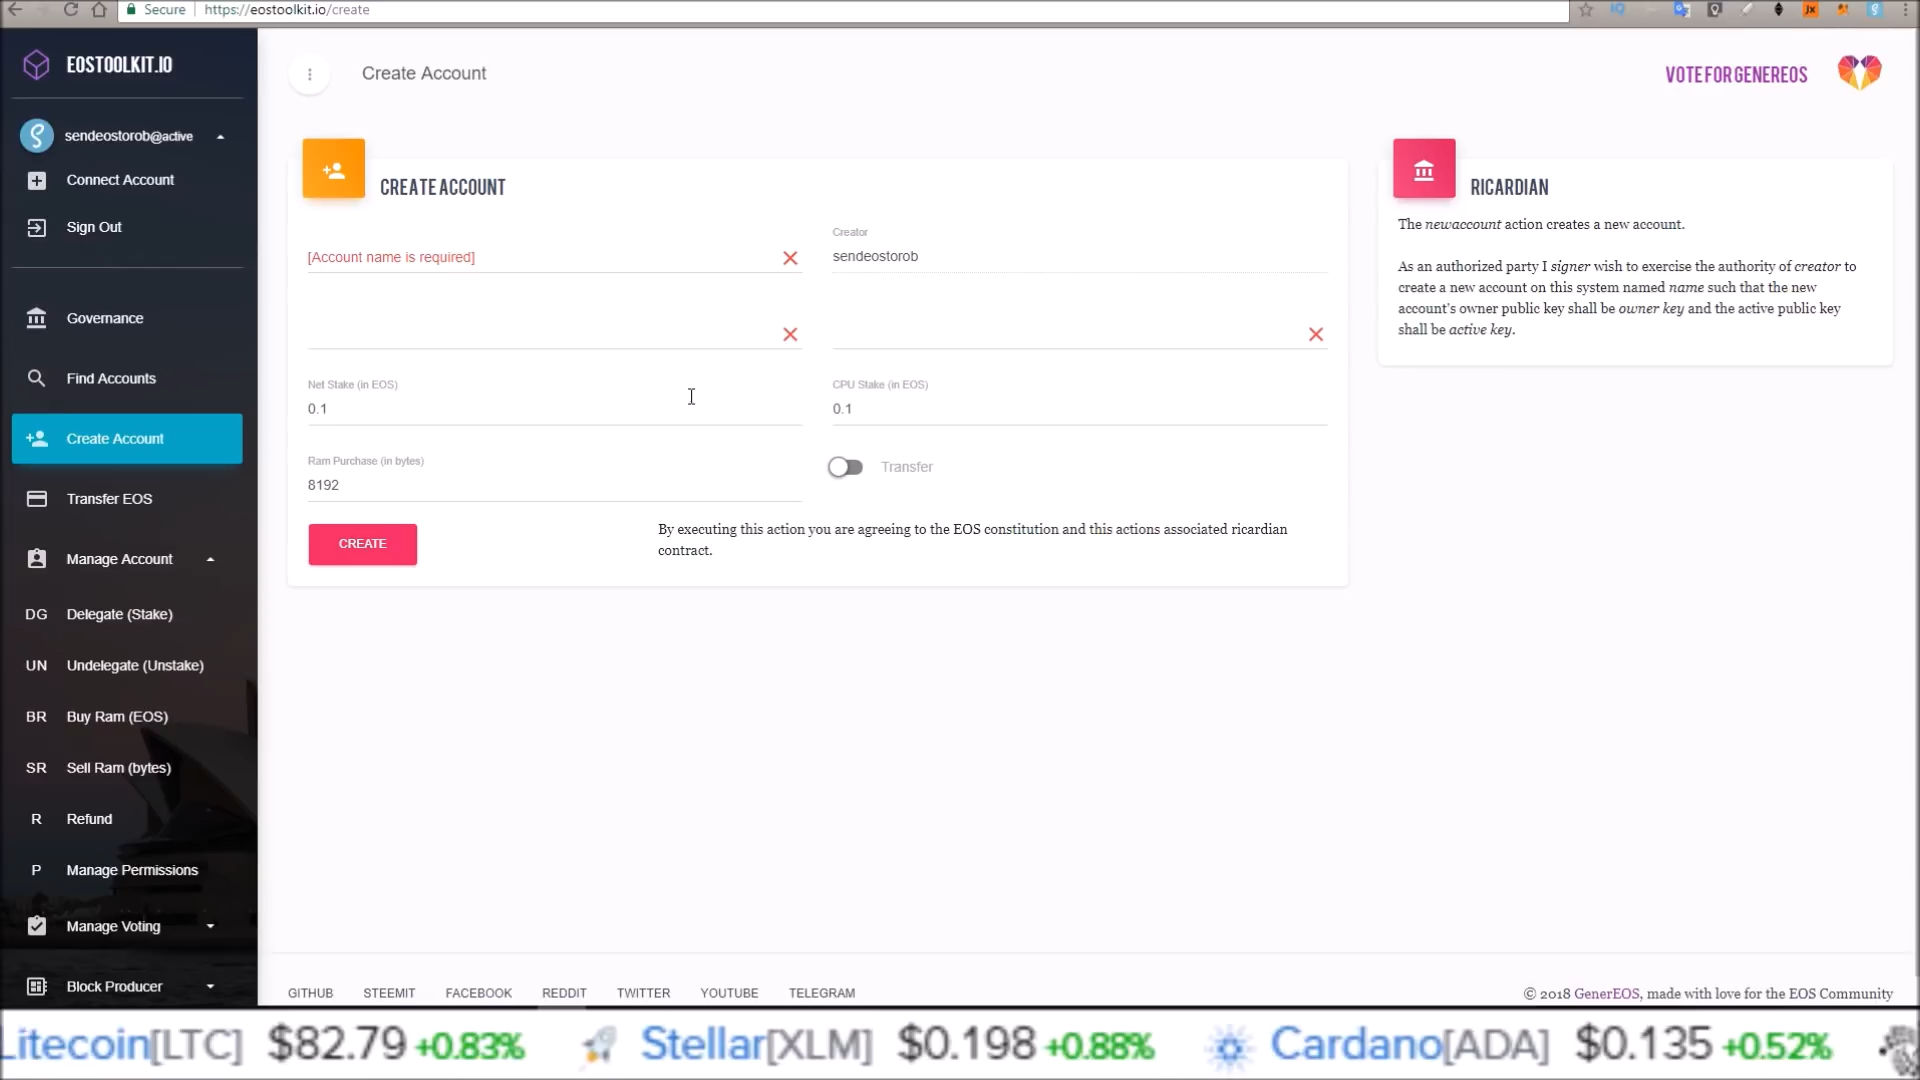 Secure
https://eostoolkit.io/create
EOSTOOLKIT.IO
sendeostorob@active
Connect Account
Sign Out
Governance
Find Accounts
Create Account
Transfer EOS
Manage Account
DG Delegate (Stake)
UN Undelegate (Unstake)
BR Buy Ram (EOS)
SR Sell Ram (bytes)
R Refund
P Manage Permissions
Manage Voting
Block Producer
Create Account
VOTE FOR GENEREOS
CREATE ACCOUNT
[Account name is required]
Creator
sendeostorob
Net Stake (in EOS)
0.1
CPU Stake (in EOS)
0.1
Ram Purchase (in bytes)
8192
Transfer
CREATE
By executing this action you are agreeing to the EOS constitution and this actions associated ricardian
contract.
RICARDIAN
The newaccount action creates a new account.
As an authorized party I signer wish to exercise the authority of creator to
create a new account on this system named name such that the new
account's owner public key shall be owner key and the active public key
shall be active key.
GITHUB STEEMIT FACEBOOK REDDIT TWITTER YOUTUBE TELEGRAM
© 2018 GenerEOS, made with love for the EOS Community
itecoin[LTC] $82.79 +0.83% Stellar[XLM] $0.198 +0.88% Cardano[ADA] $0.135 +0.52%